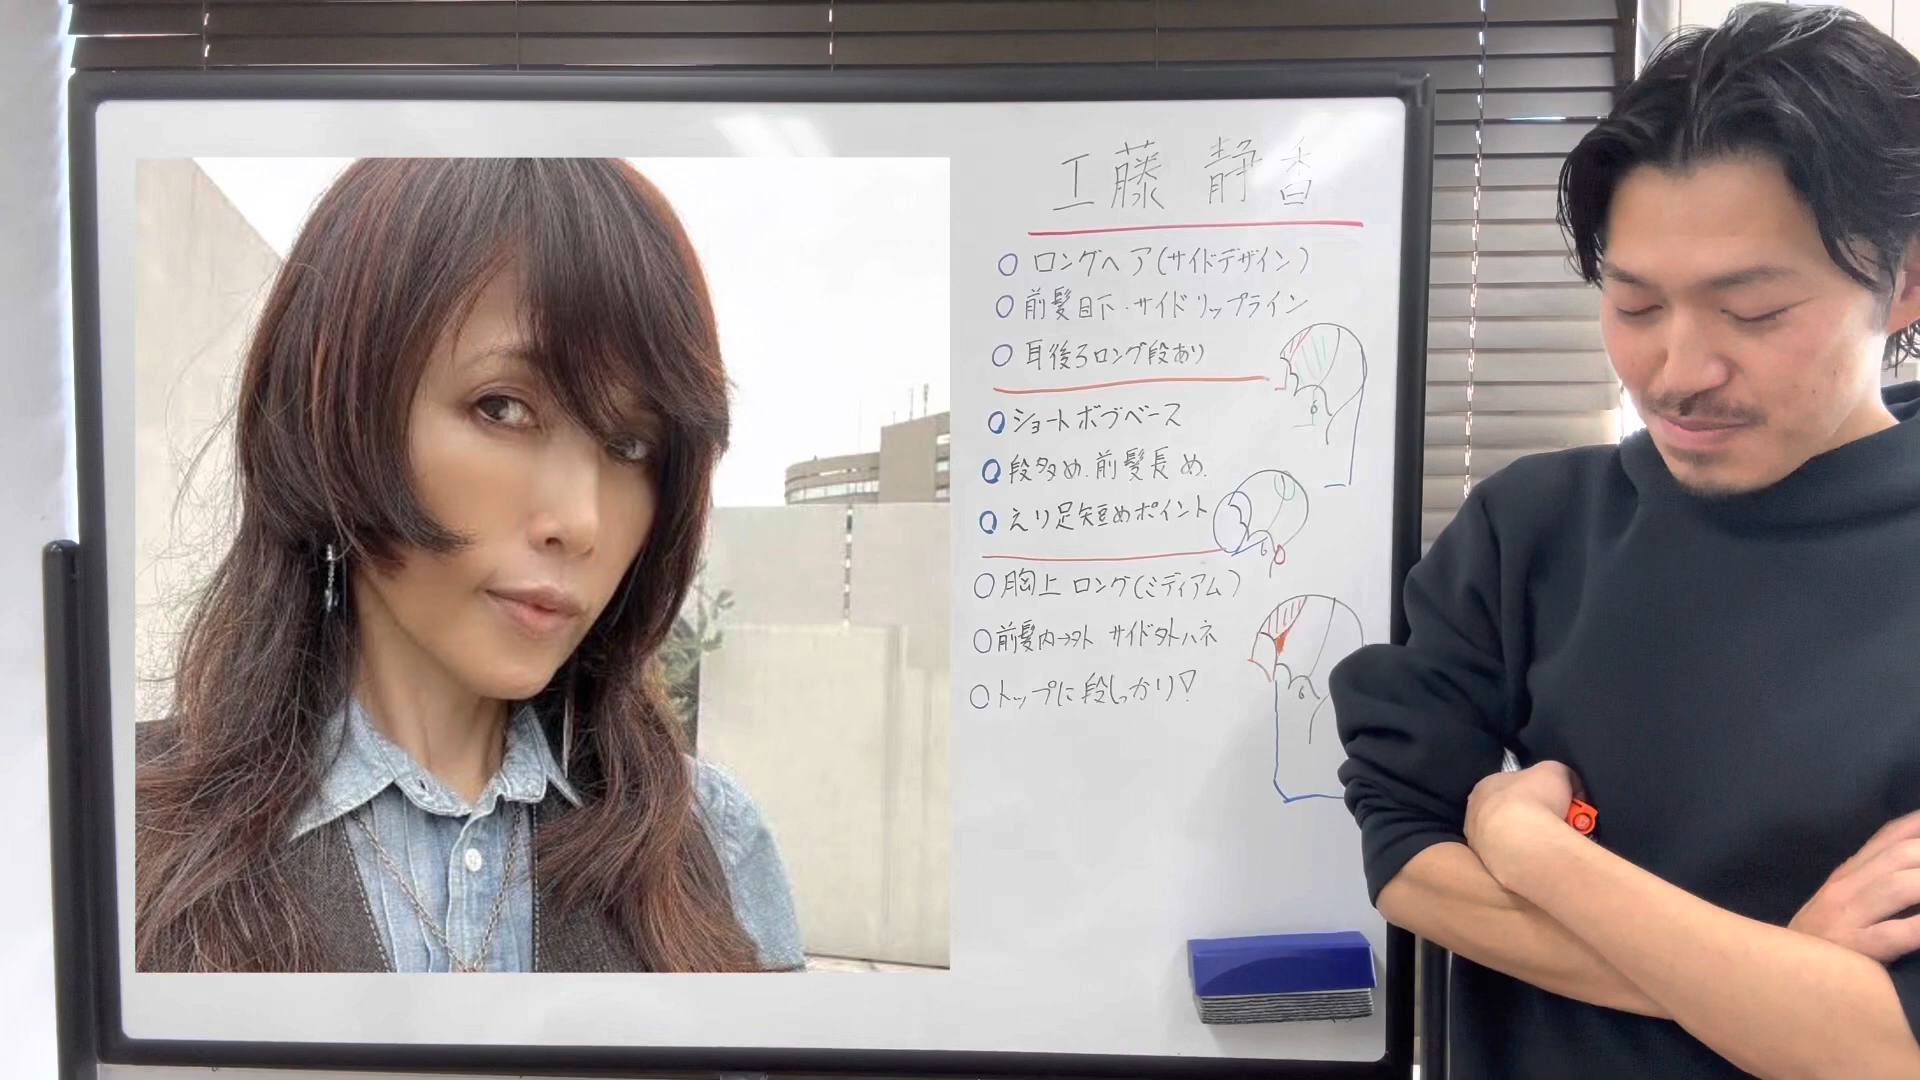 工藤 静香
ロングヘア(サイドデザイン)
前髪目下・サイドリップライン
耳後ろロング段あり
ショートボブベース
段多め.前髪長め.
えり足短めポイント
胸上ロング(ミディアム)
前髪内→外 サイド外ハネ
トップに段しっかり!